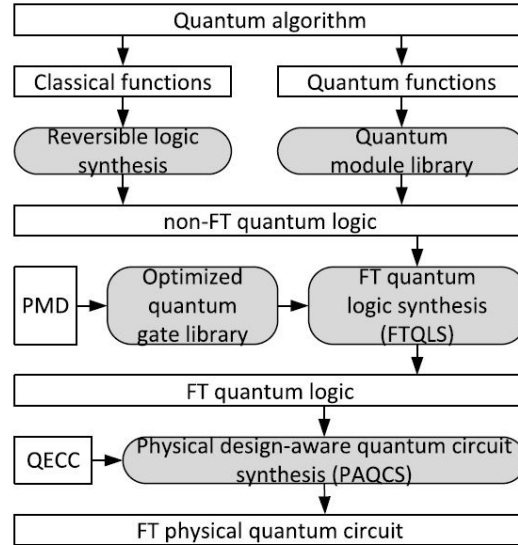 Quantum algorithm
Classical functions
Quantum functions
Reversible logic
synthesis
Quantum
module library
non-FT quantum logic
PMD
Optimized
quantum
gate library
FT quantum
logic synthesis
(FTQLS)
FT quantum logic
QECC
Physical design-aware quantum circuit
synthesis (PAQCS)
FT physical quantum circuit